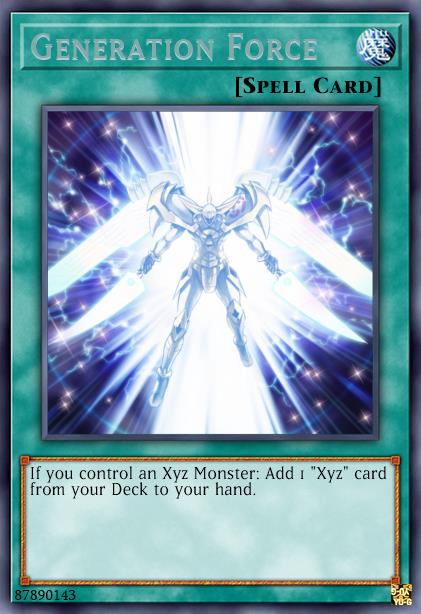 GENERATION FORCE
魔
[SPELL CARD]
If you control an Xyz Monster: Add 1 "Xyz" card
from your Deck to your hand.
87890143